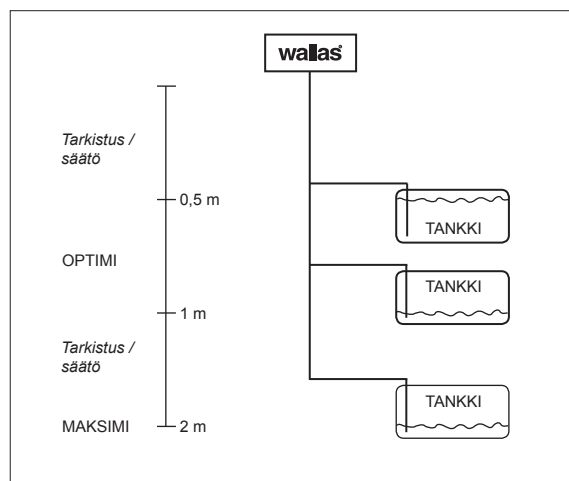 wallas
Tarkistus /
säätö
0,5 m
TANKKI
OPTIMI
TANKKI
1 m
Tarkistus /
säätö
TANKKI
MAKSIMI
2 m